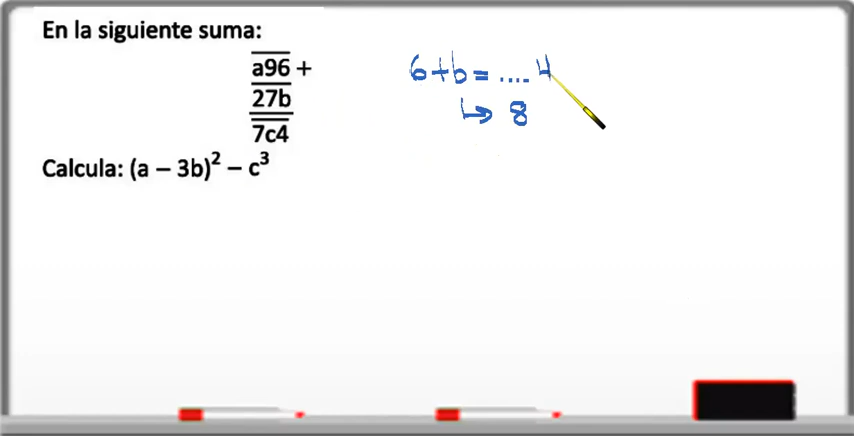 En la siguiente suma:
a96 +
27b
7c4
Calcula: (a − 3b)² − c³
6+b = .... 4
↳ 8